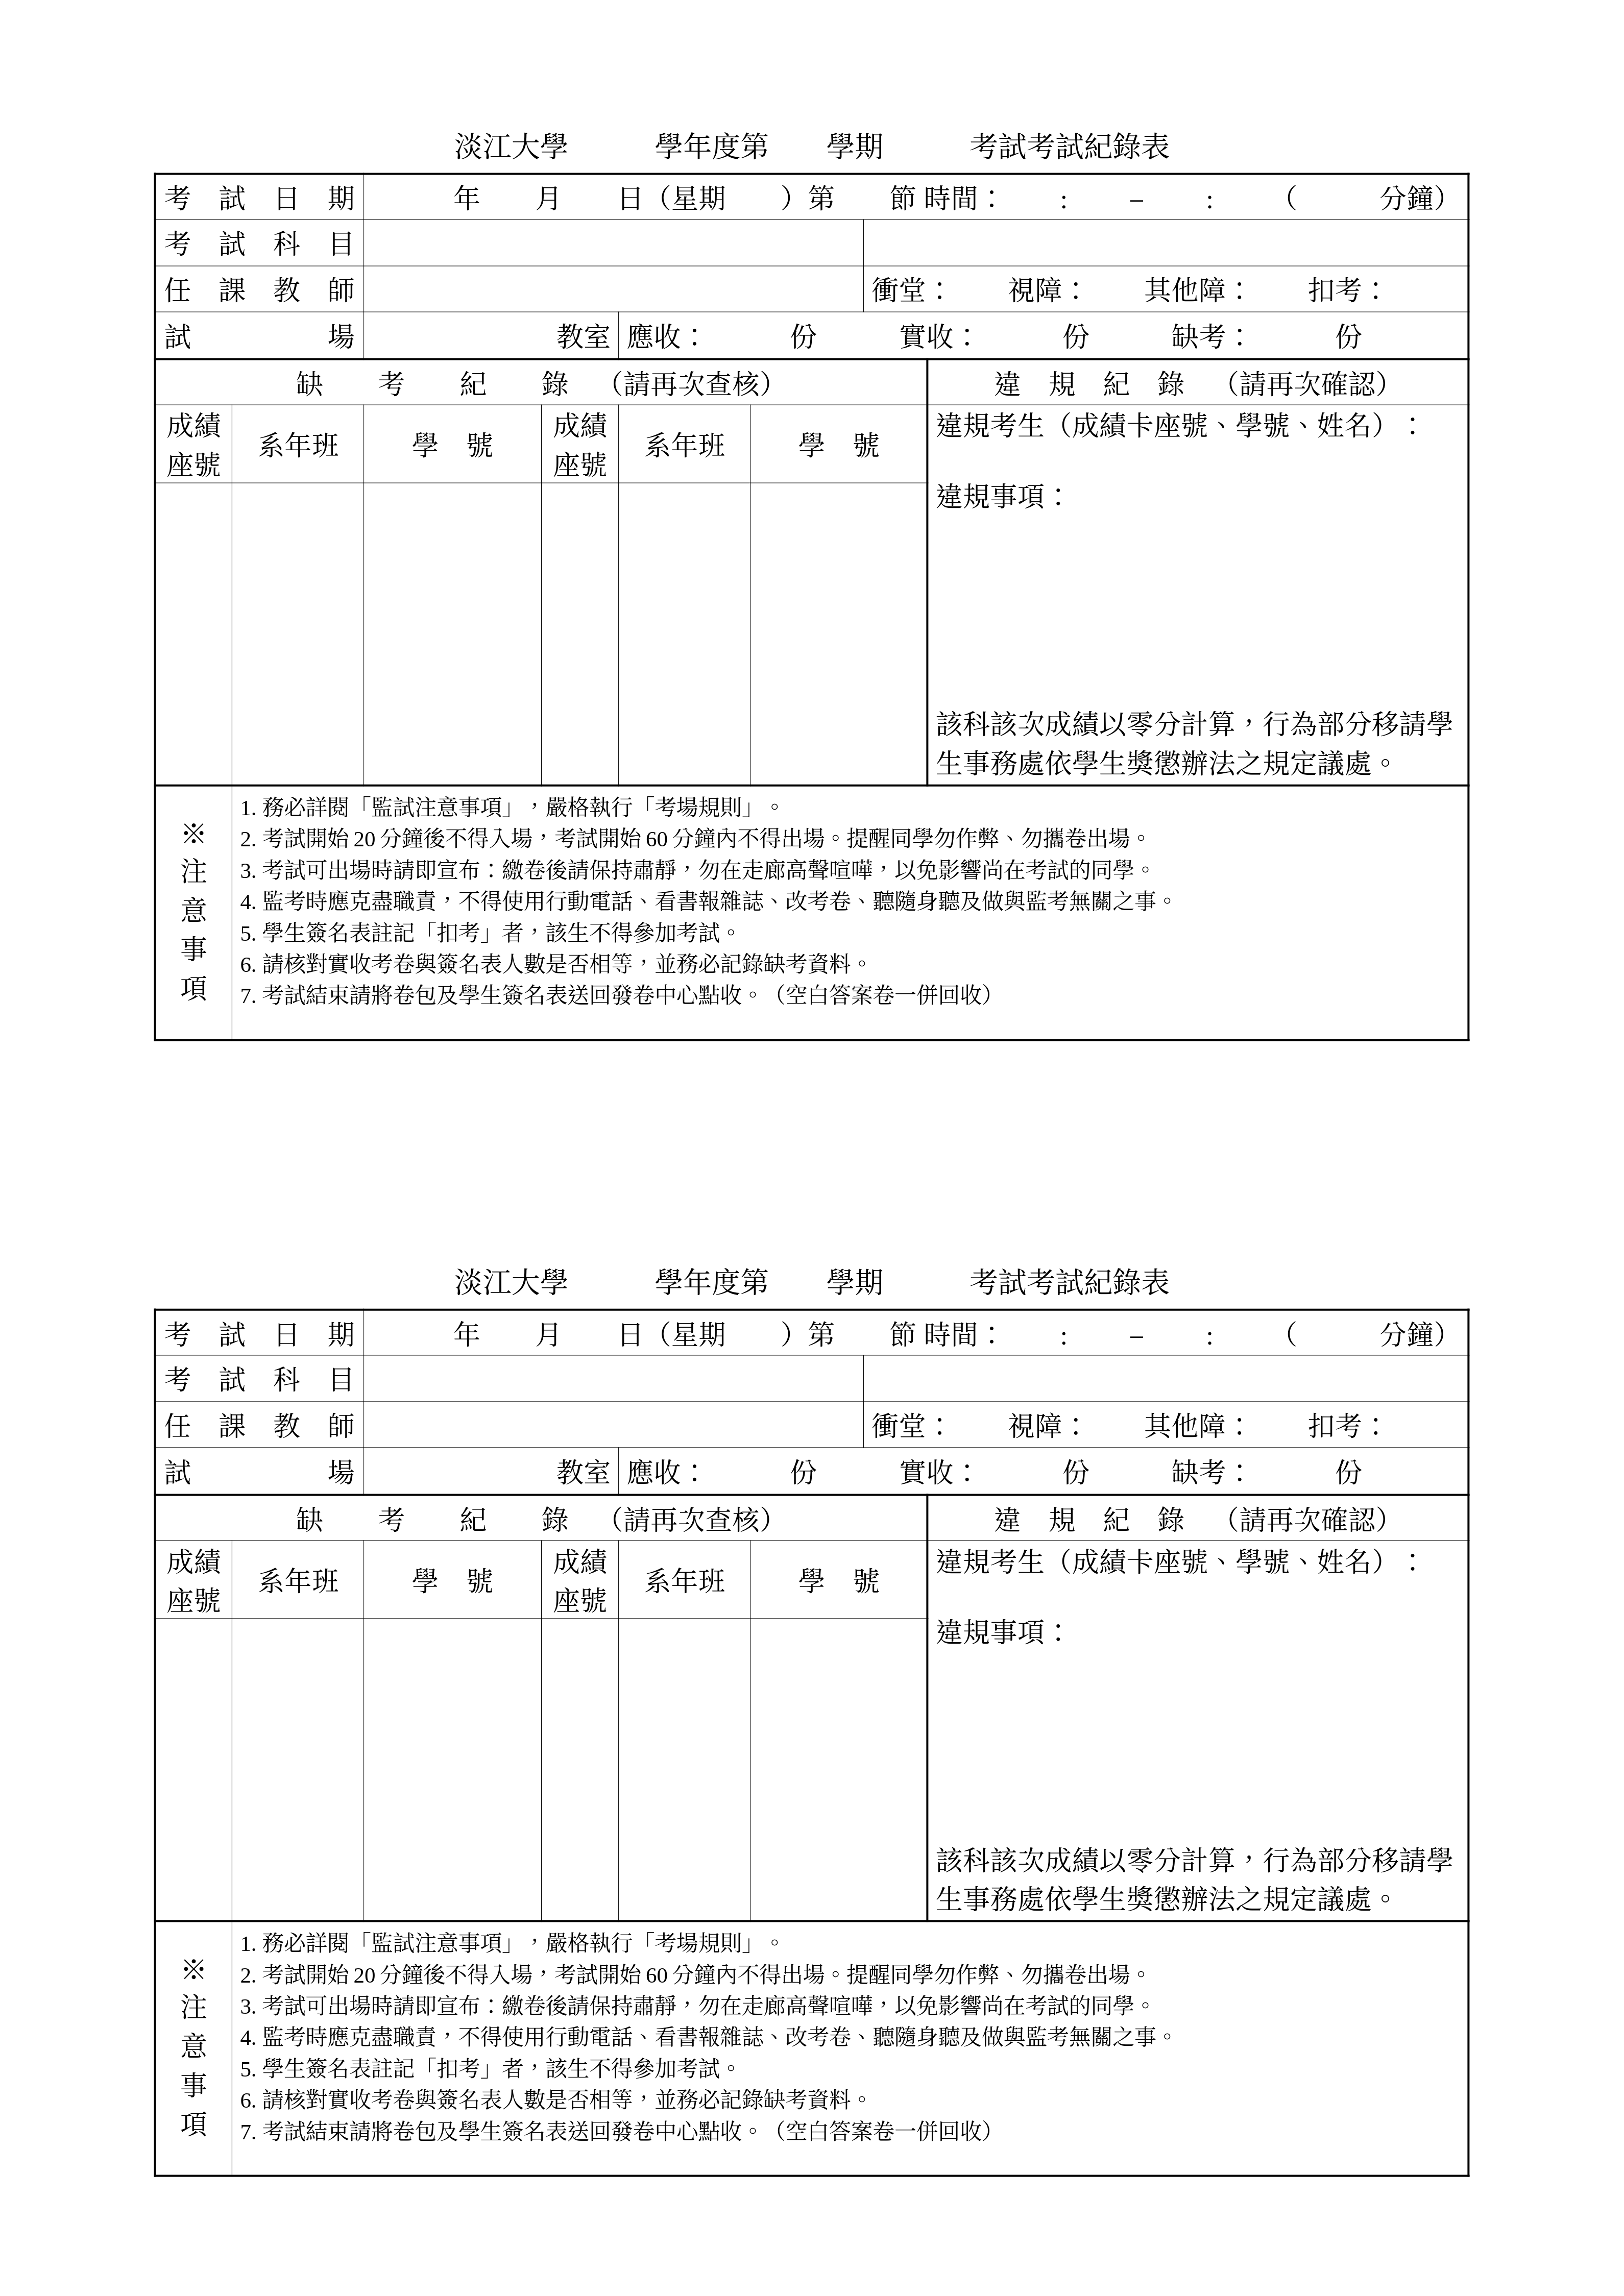 淡江大學　　　學年度第　　學期　　　考試考試紀錄表
考　試　日　期　　　年　　月　　日（星期　　）第　　節 時間：　　:　　–　　:　　（　　　分鐘）
考　試　科　目
任　課　教　師　　衝堂：　　視障：　　其他障：　　扣考：
試　　　　　場　　教室　應收：　　　份　　　實收：　　　份　　　缺考：　　　份
缺　　考　　紀　　錄　（請再次查核）　違　規　紀　錄　（請再次確認）
成績座號　系年班　學　號　成績座號　系年班　學　號
違規考生（成績卡座號、學號、姓名）：
違規事項：
該科該次成績以零分計算，行為部分移請學
生事務處依學生獎懲辦法之規定議處。
※注意事項
1. 務必詳閱「監試注意事項」，嚴格執行「考場規則」。
2. 考試開始 20 分鐘後不得入場，考試開始 60 分鐘內不得出場。提醒同學勿作弊、勿攜卷出場。
3. 考試可出場時請即宣布：繳卷後請保持肅靜，勿在走廊高聲喧嘩，以免影響尚在考試的同學。
4. 監考時應克盡職責，不得使用行動電話、看書報雜誌、改考卷、聽隨身聽及做與監考無關之事。
5. 學生簽名表註記「扣考」者，該生不得參加考試。
6. 請核對實收考卷與簽名表人數是否相等，並務必記錄缺考資料。
7. 考試結束請將卷包及學生簽名表送回發卷中心點收。（空白答案卷一併回收）
淡江大學　　　學年度第　　學期　　　考試考試紀錄表
考　試　日　期　　　年　　月　　日（星期　　）第　　節 時間：　　:　　–　　:　　（　　　分鐘）
考　試　科　目
任　課　教　師　　衝堂：　　視障：　　其他障：　　扣考：
試　　　　　場　　教室　應收：　　　份　　　實收：　　　份　　　缺考：　　　份
缺　　考　　紀　　錄　（請再次查核）　違　規　紀　錄　（請再次確認）
成績座號　系年班　學　號　成績座號　系年班　學　號
違規考生（成績卡座號、學號、姓名）：
違規事項：
該科該次成績以零分計算，行為部分移請學
生事務處依學生獎懲辦法之規定議處。
※注意事項
1. 務必詳閱「監試注意事項」，嚴格執行「考場規則」。
2. 考試開始 20 分鐘後不得入場，考試開始 60 分鐘內不得出場。提醒同學勿作弊、勿攜卷出場。
3. 考試可出場時請即宣布：繳卷後請保持肅靜，勿在走廊高聲喧嘩，以免影響尚在考試的同學。
4. 監考時應克盡職責，不得使用行動電話、看書報雜誌、改考卷、聽隨身聽及做與監考無關之事。
5. 學生簽名表註記「扣考」者，該生不得參加考試。
6. 請核對實收考卷與簽名表人數是否相等，並務必記錄缺考資料。
7. 考試結束請將卷包及學生簽名表送回發卷中心點收。（空白答案卷一併回收）